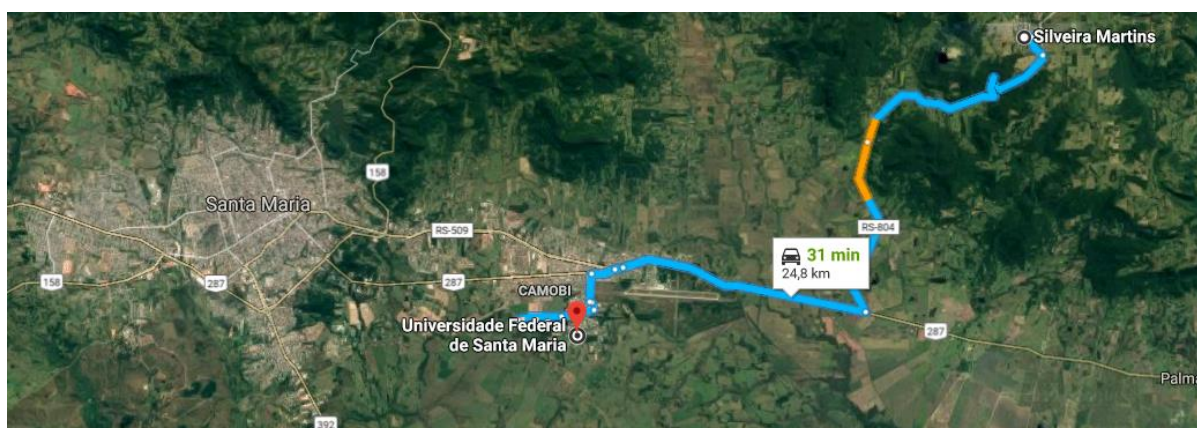 Silveira Martins
158
Santa Maria
RS-509
RS-804
31 min
24,8 km
158
287
287
CAMOBI
Universidade Federal
de Santa Maria
287
Palma
392